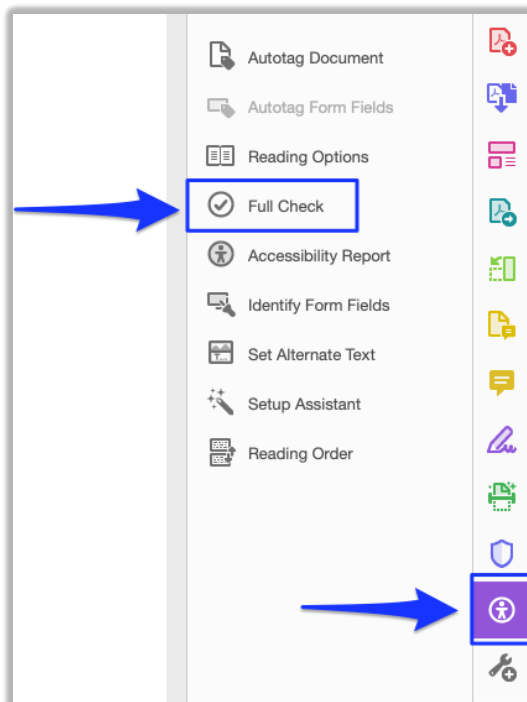 Autotag Document
Autotag Form Fields
Reading Options
Full Check
Accessibility Report
Identify Form Fields
Set Alternate Text
Setup Assistant
Reading Order